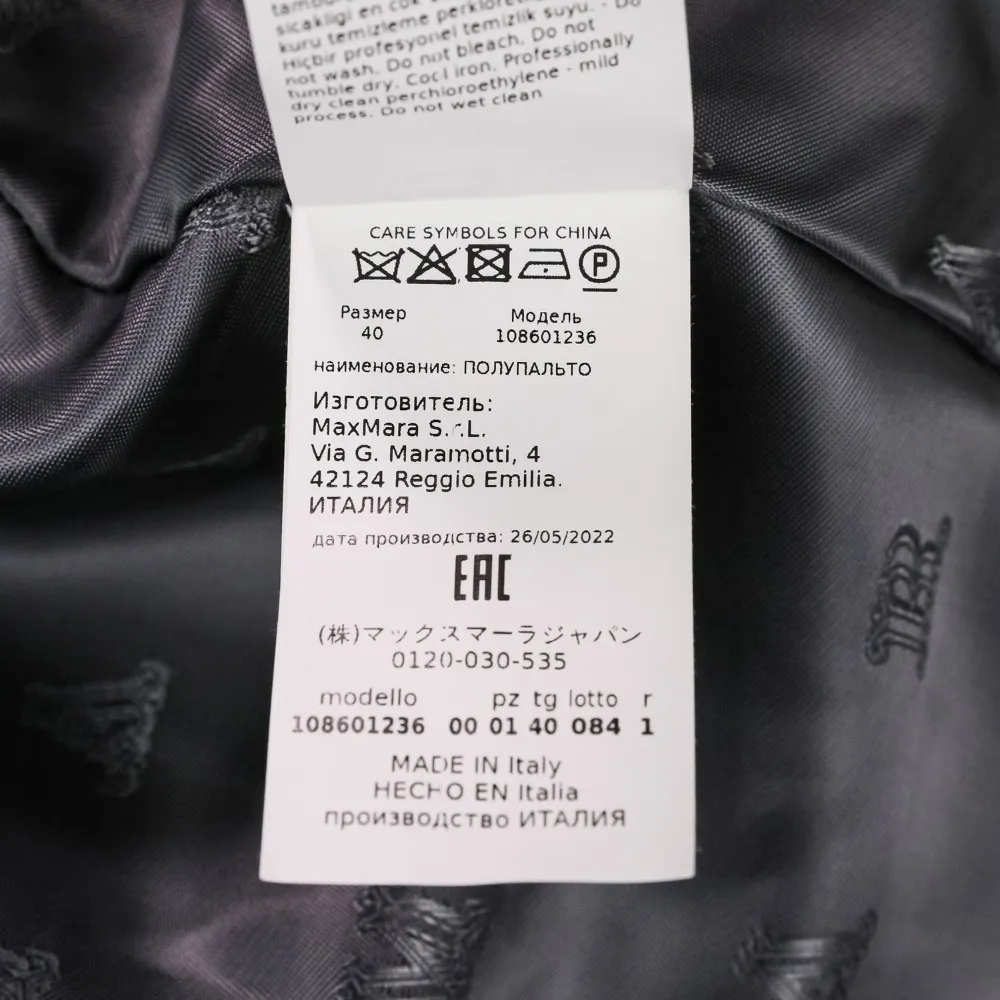 sicakligi en cok
kuru temizleme perkloret
Hiçbir profesyonel temizlik suyu. - Do
not wash. Do not bleach. Do not
tumble dry. Cool iron. Professionally
dry clean perchloroethylene - mild
process. Do not wet clean
CARE SYMBOLS FOR CHINA
P
Размер Модель
40 108601236
наименование: ПОЛУПАЛЬТО
Изготовитель:
MaxMara S.r.L.
Via G. Maramotti, 4
42124 Reggio Emilia.
ИТАЛИЯ
дата производства: 26/05/2022
EAC
(株)マックスマーラジャパン
0120-030-535
modello pz tg lotto r
108601236 00 01 40 084 1
MADE IN Italy
HECHO EN Italia
производство ИТАЛИЯ